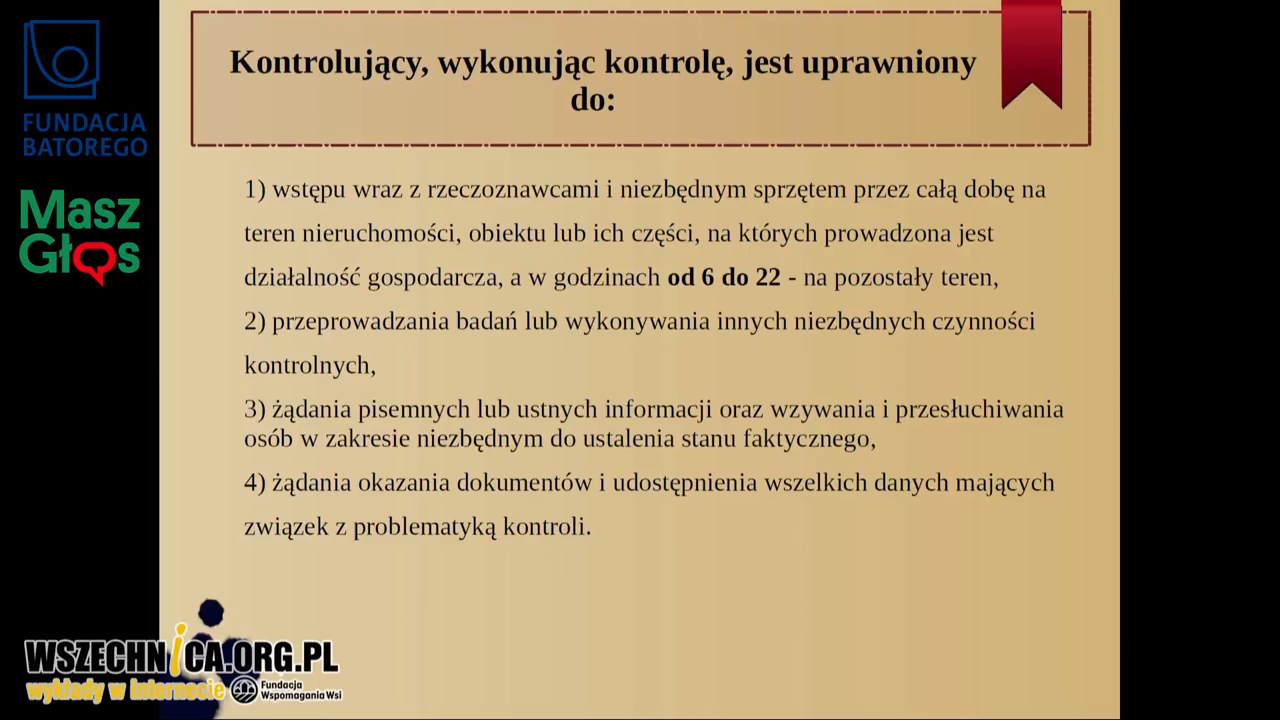 FUNDACJA
BATOREGO
Masz
Głos
Kontrolujący, wykonując kontrolę, jest uprawniony
do:
1) wstępu wraz z rzeczoznawcami i niezbędnym sprzętem przez całą dobę na
teren nieruchomości, obiektu lub ich części, na których prowadzona jest
działalność gospodarcza, a w godzinach od 6 do 22 - na pozostały teren,
2) przeprowadzania badań lub wykonywania innych niezbędnych czynności
kontrolnych,
3) żądania pisemnych lub ustnych informacji oraz wzywania i przesłuchiwania
osób w zakresie niezbędnym do ustalenia stanu faktycznego,
4) żądania okazania dokumentów i udostępnienia wszelkich danych mających
związek z problematyką kontroli.
WSZECHNiCA.ORG.PL
wykłady w internecie
Fundacja
Wspomagania Wsi